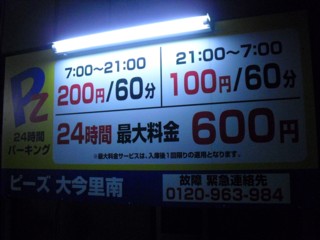 PZ
24時間
パーキング
7:00〜21:00
200円/60分
21:00〜7:00
100円/60分
24時間 最大料金 600円
※最大料金サービスは、入庫後1回限りの適用となります。
ピーズ 大今里南
故障 緊急連絡先
0120-963-984